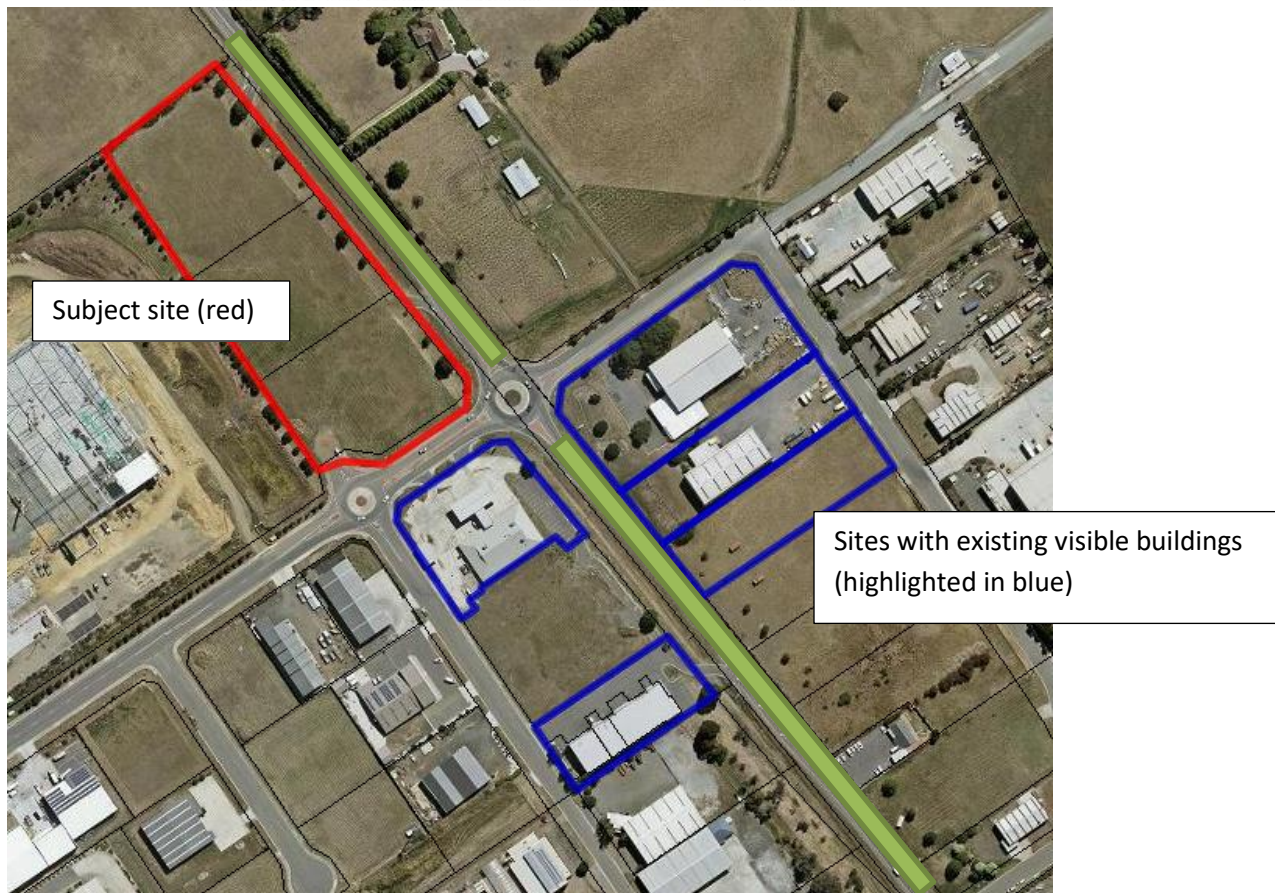 Subject site (red)
Sites with existing visible buildings
(highlighted in blue)